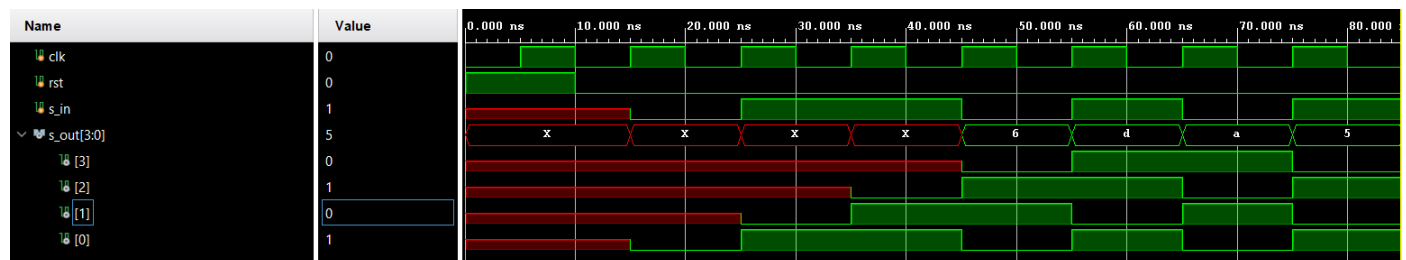 Name Value 0.000 ns 10.000 ns 20.000 ns 30.000 ns 40.000 ns 50.000 ns 60.000 ns 70.000 ns 80.000
clk 0
rst 0
s_in 1
s_out[3:0] 5 X X X X 6 d a 5
[3] 0
[2] 1
[1] 0
[0] 1